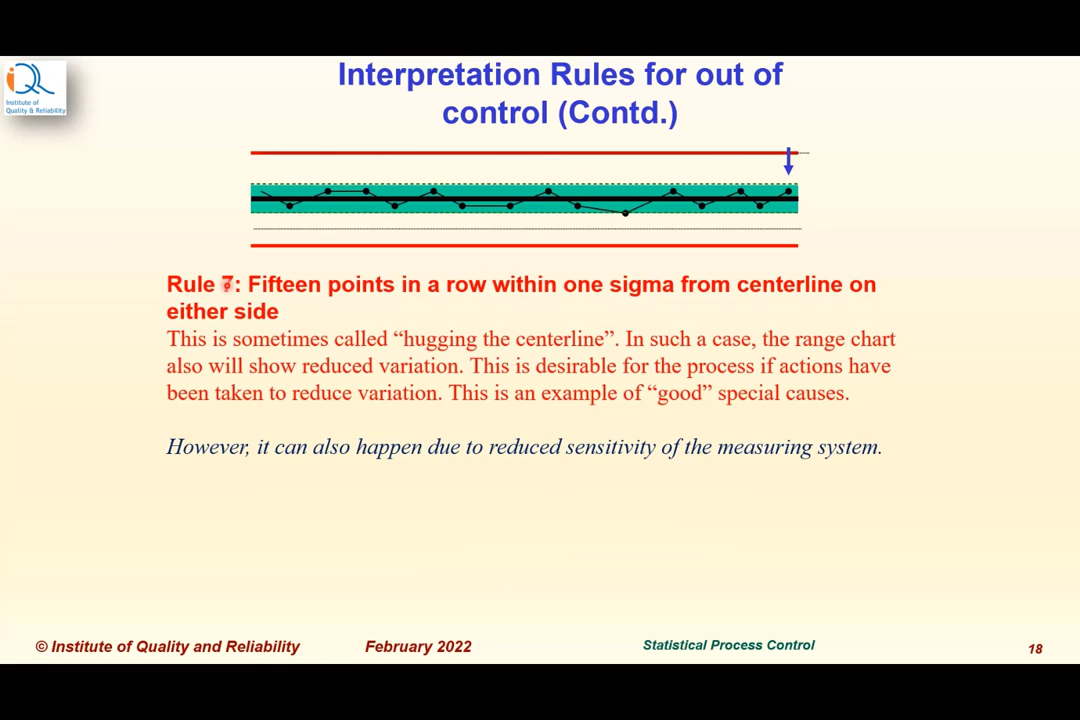 Interpretation Rules for out of
control (Contd.)
iQR
Institute of
Quality & Reliability
Rule 7: Fifteen points in a row within one sigma from centerline on
either side
This is sometimes called “hugging the centerline”. In such a case, the range chart
also will show reduced variation. This is desirable for the process if actions have
been taken to reduce variation. This is an example of “good” special causes.
However, it can also happen due to reduced sensitivity of the measuring system.
© Institute of Quality and Reliability
February 2022
Statistical Process Control
18